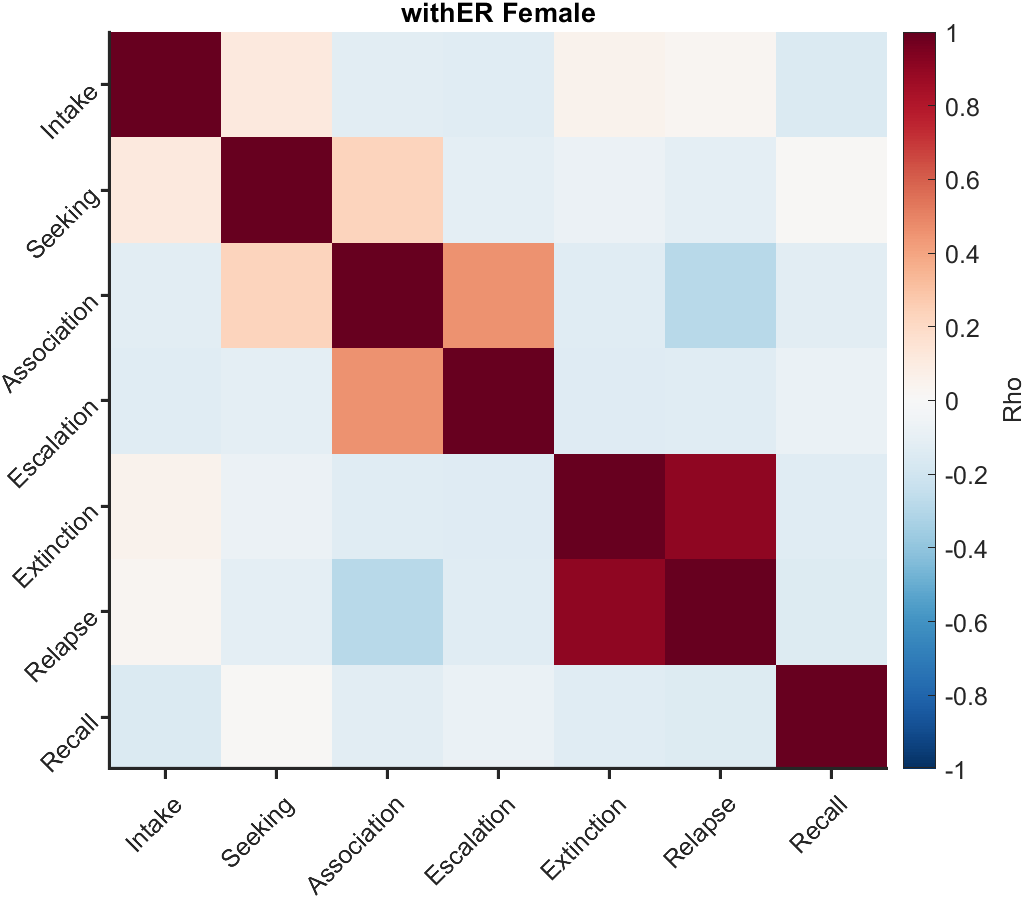 withER Female
Intake
Seeking
Association
Escalation
Extinction
Relapse
Recall
Intake
Seeking
Association
Escalation
Extinction
Relapse
Recall
1
0.8
0.6
0.4
0.2
0
-0.2
-0.4
-0.6
-0.8
-1
Rho